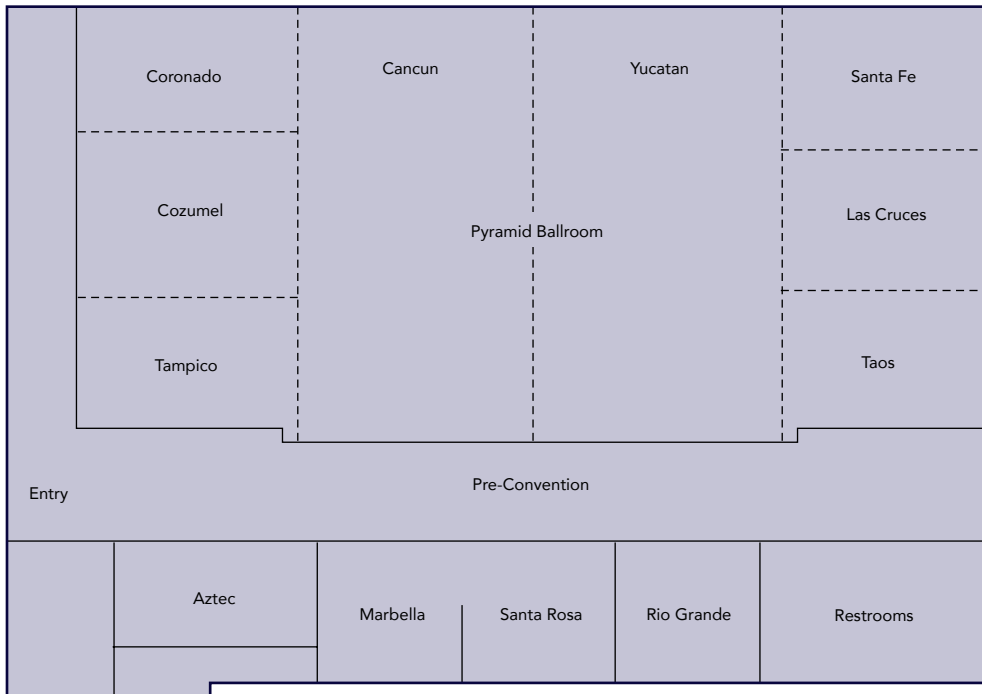 Coronado
Cancun
Yucatan
Santa Fe
Cozumel
Las Cruces
Pyramid Ballroom
Tampico
Taos
Pre-Convention
Entry
Aztec
Marbella
Santa Rosa
Rio Grande
Restrooms